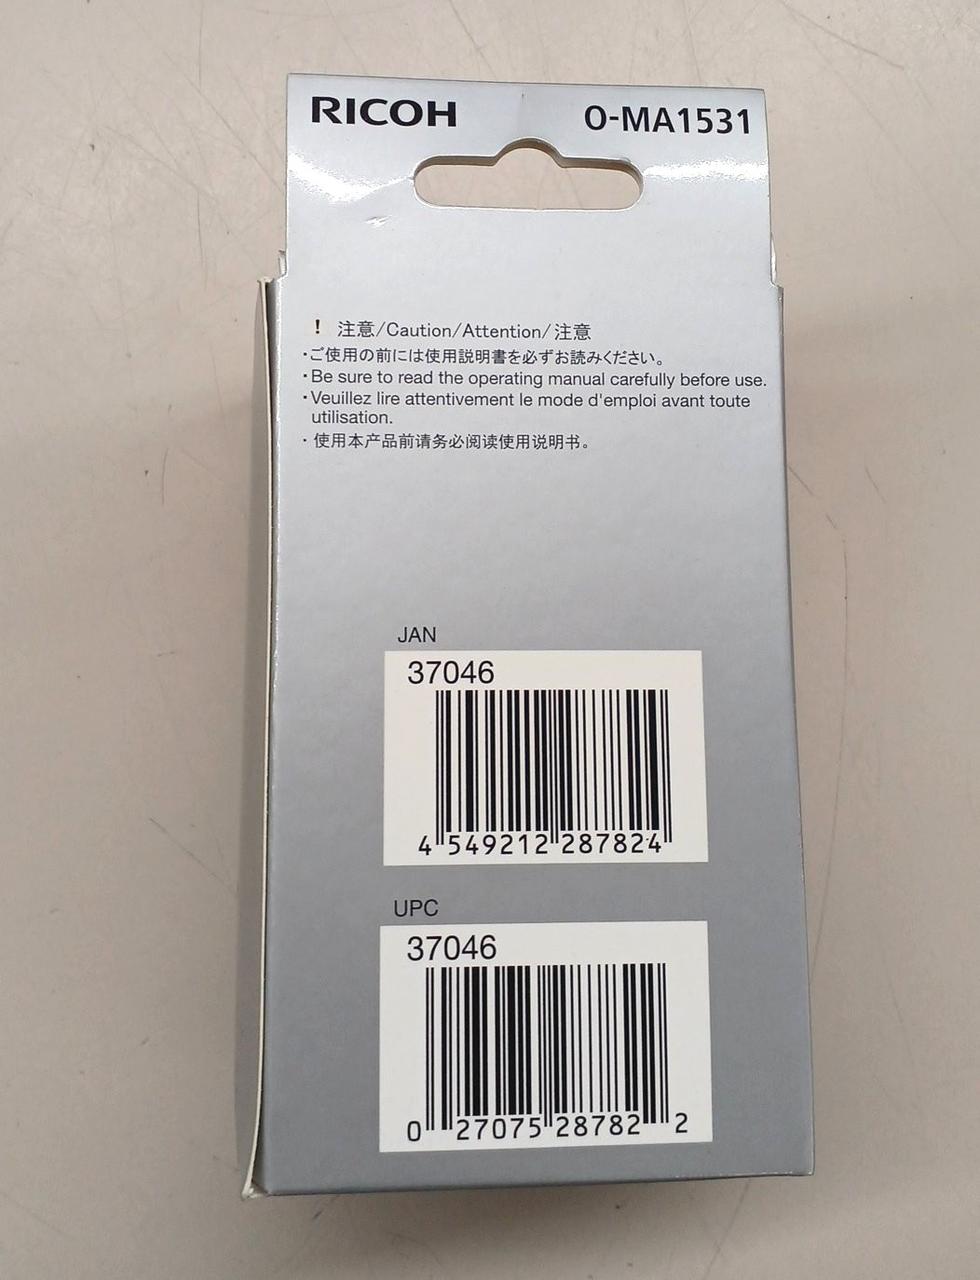 RICOH O-MA1531
! 注意/Caution/Attention/注意
・ご使用の前には使用説明書を必ずお読みください。
・Be sure to read the operating manual carefully before use.
・Veuillez lire attentivement le mode d'emploi avant toute
utilisation.
・使用本产品前请务必阅读使用说明书。
JAN
37046
4 549212 287824
UPC
37046
0 27075 28782 2